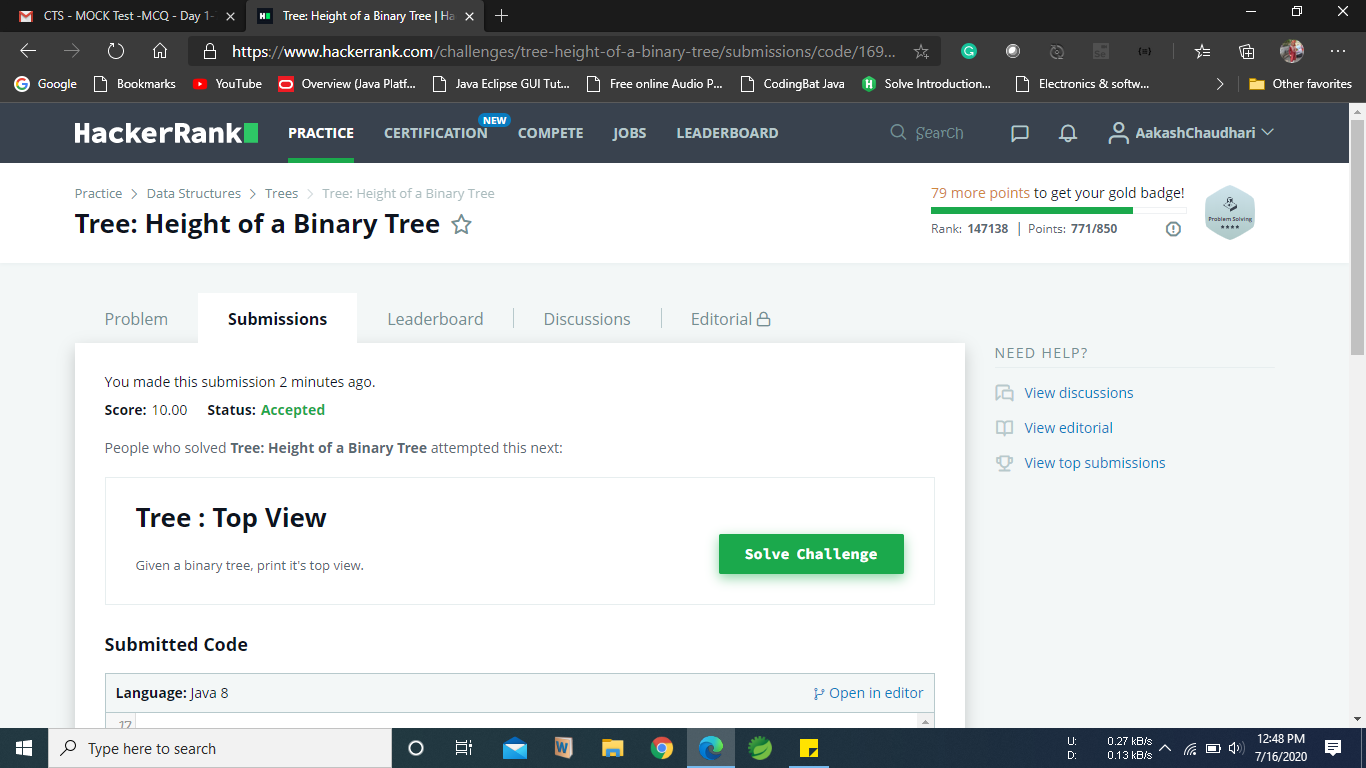 CTS - MOCK Test -MCQ - Day 1-
Tree: Height of a Binary Tree | Ha
https://www.hackerrank.com/challenges/tree-height-of-a-binary-tree/submissions/code/169...
Google Bookmarks YouTube Overview (Java Platf... Java Eclipse GUI Tut... Free online Audio P... CodingBat Java Solve Introduction... Electronics & softw... Other favorites
HackerRank PRACTICE CERTIFICATION NEW COMPETE JOBS LEADERBOARD Search AakashChaudhari
Practice > Data Structures > Trees > Tree: Height of a Binary Tree
Tree: Height of a Binary Tree
79 more points to get your gold badge!
Rank: 147138 | Points: 771/850
Problem Solving
Problem Submissions Leaderboard Discussions Editorial
You made this submission 2 minutes ago.
Score: 10.00 Status: Accepted
People who solved Tree: Height of a Binary Tree attempted this next:
Tree : Top View
Given a binary tree, print it's top view.
Solve Challenge
Submitted Code
Language: Java 8 Open in editor
17
NEED HELP?
View discussions
View editorial
View top submissions
Type here to search
U: 0.27 kB/s
D: 0.13 kB/s
12:48 PM
7/16/2020